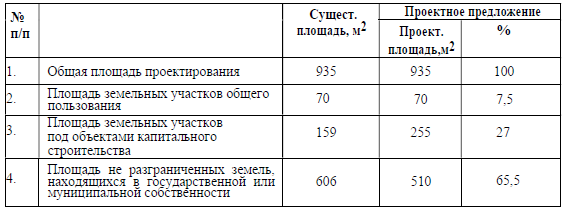 № п/п | | Сущест. площадь, м2 | Проектное предложение
Проект. площадь,м2 | %
1. | Общая площадь проектирования | 935 | 935 | 100
2. | Площадь земельных участков общего пользования | 70 | 70 | 7,5
3. | Площадь земельных участков под объектами капитального строительства | 159 | 255 | 27
4. | Площадь не разграниченных земель, находящихся в государственной или муниципальной собственности | 606 | 510 | 65,5